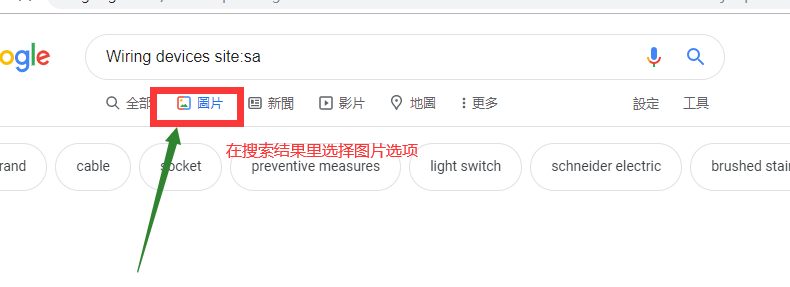 ogle
Wiring devices site:sa
全部 圖片 新聞 影片 地圖 更多 設定 工具
在搜索结果里选择图片选项
rand cable socket preventive measures light switch schneider electric brushed stai